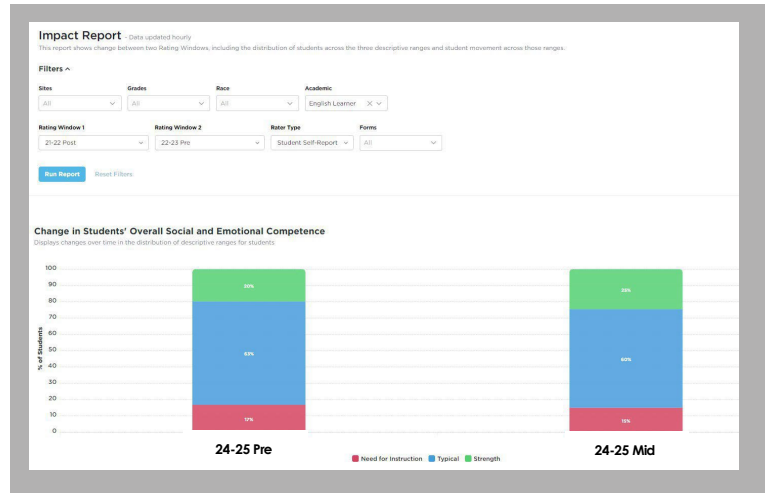 Impact Report - Data updated hourly
This report shows change between two Rating Windows, including the distribution of students across the three descriptive ranges and student movement across those ranges.
Filters
Sites Grades Race Academic
All All All English Learner
Rating Window 1 Rating Window 2 Rater Type Forms
21-22 Post 22-23 Pre Student Self-Report All
Run Report Reset Filters
Change in Students' Overall Social and Emotional Competence
Displays changes over time in the distribution of descriptive ranges for students
% of Students
100
90
20%
80
70
60
50
63% 60%
40
30
20
10
17%
0
24-25 Pre 24-25 Mid
Need for Instruction Typical Strength